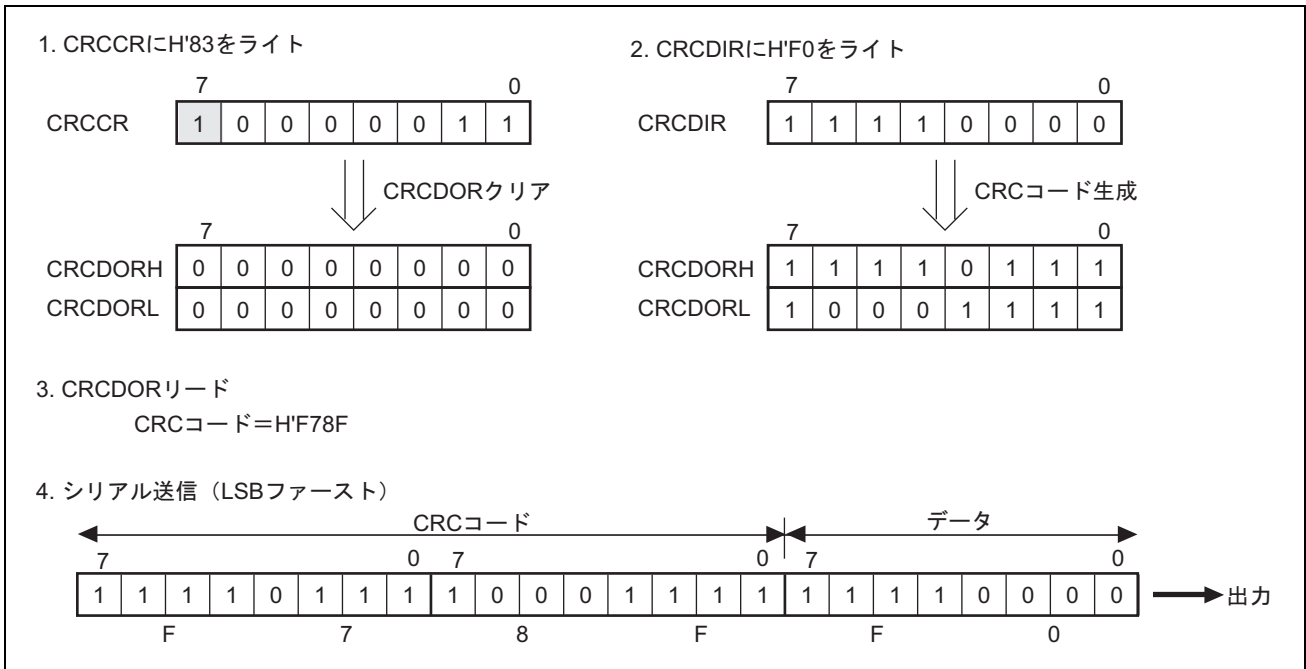 1. CRCCRにH'83をライト
7 0
CRCCR 1 0 0 0 0 0 1 1
CRCDORクリア
7 0
CRCDORH 0 0 0 0 0 0 0 0
CRCDORL 0 0 0 0 0 0 0 0
2. CRCDIRにH'F0をライト
7 0
CRCDIR 1 1 1 1 0 0 0 0
CRCコード生成
7 0
CRCDORH 1 1 1 1 0 1 1 1
CRCDORL 1 0 0 0 1 1 1 1
3. CRCDORリード
CRCコード＝H'F78F
4. シリアル送信（LSBファースト）
CRCコード データ
7 0 7 0 7 0
1 1 1 1 0 1 1 1 1 0 0 0 1 1 1 1 1 1 1 1 0 0 0 0 出力
F 7 8 F F 0